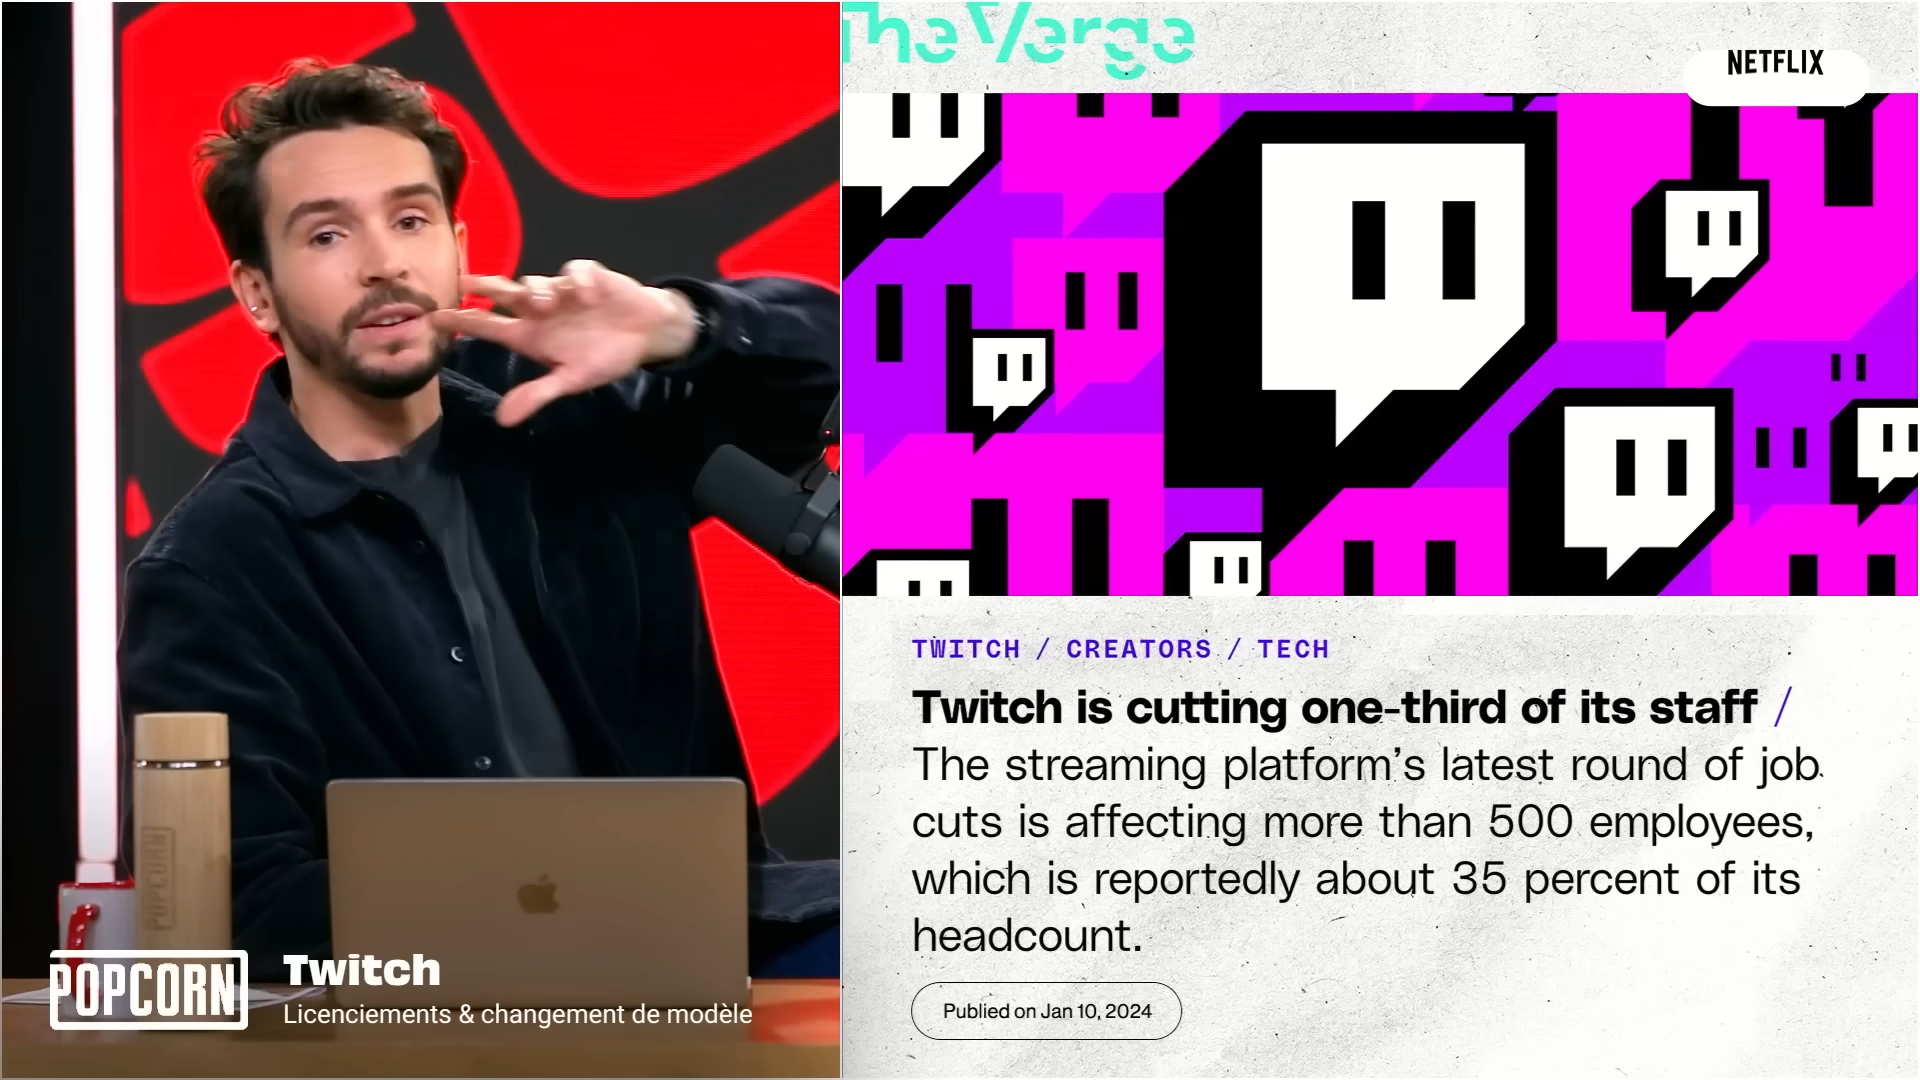 The Verge
NETFLIX
TWITCH / CREATORS / TECH
Twitch is cutting one-third of its staff /
The streaming platform’s latest round of job
cuts is affecting more than 500 employees,
which is reportedly about 35 percent of its
headcount.
Publied on Jan 10, 2024
POPCORN
POPCORN
Twitch
Licenciements & changement de modèle